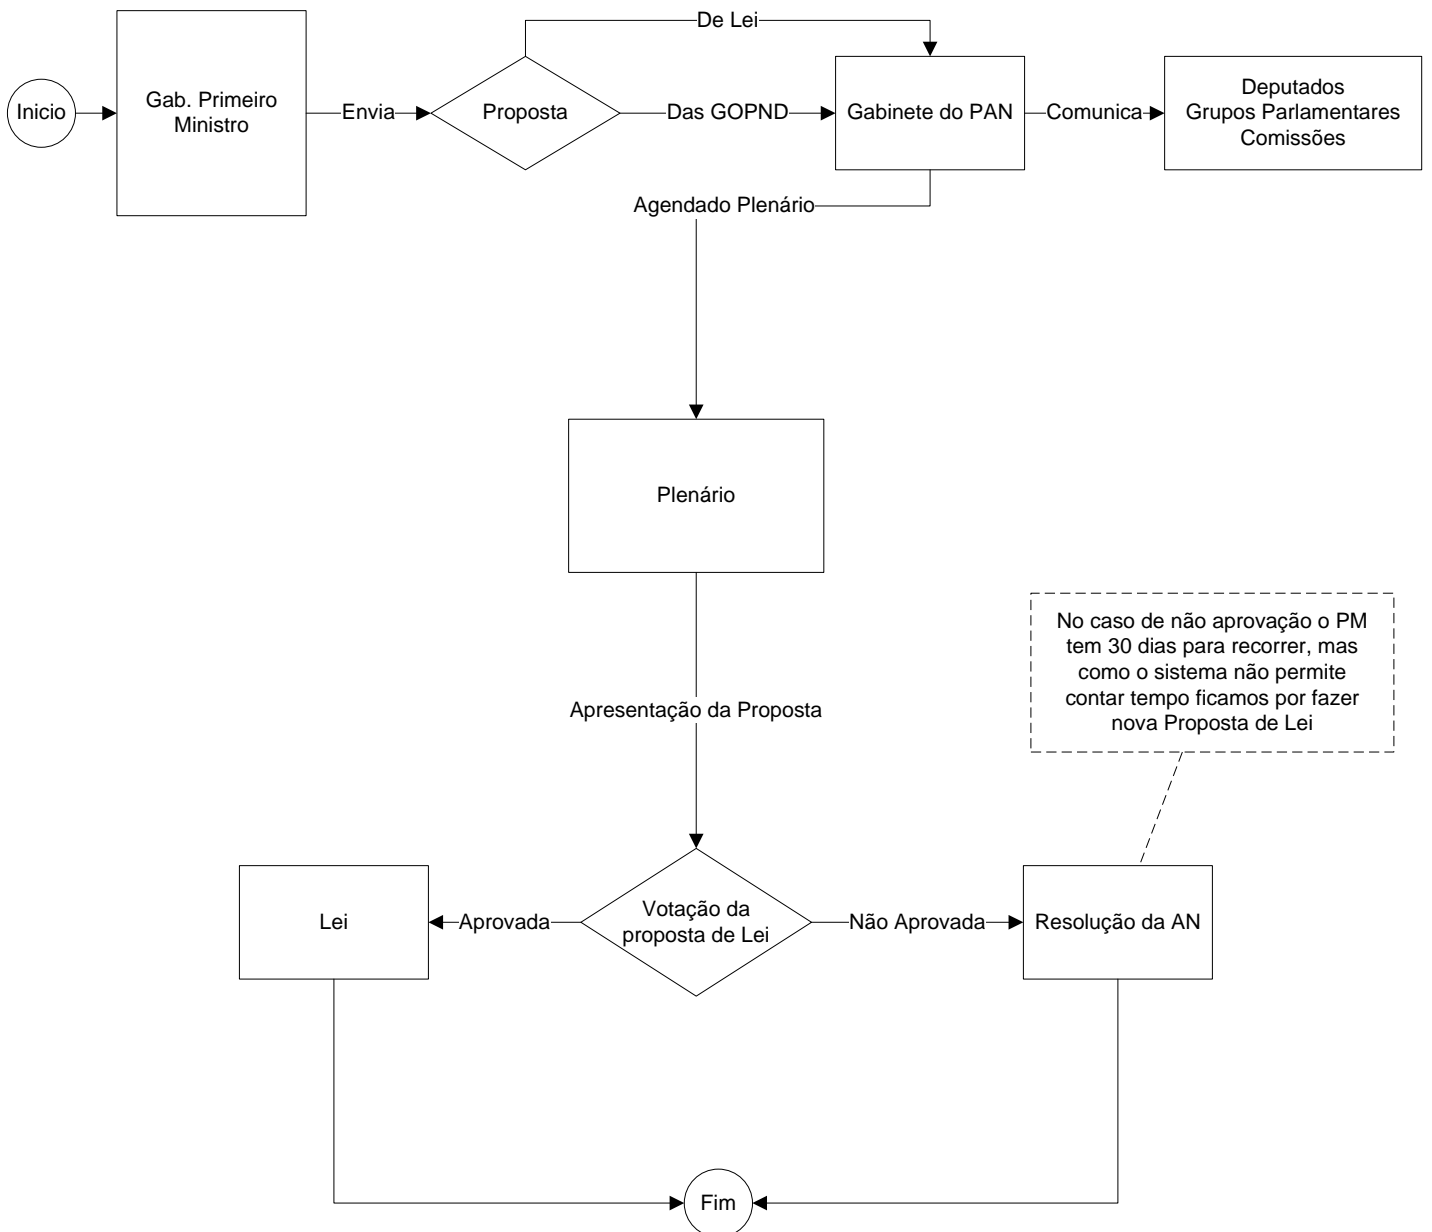 De Lei
Inicio
Gab. Primeiro
Ministro
Envia
Proposta
Das GOPND
Gabinete do PAN
Comunica
Deputados
Grupos Parlamentares
Comissões
Agendado Plenário
Plenário
No caso de não aprovação o PM
tem 30 dias para recorrer, mas
como o sistema não permite
contar tempo ficamos por fazer
nova Proposta de Lei
Apresentação da Proposta
Lei
Aprovada
Votação da
proposta de Lei
Não Aprovada
Resolução da AN
Fim